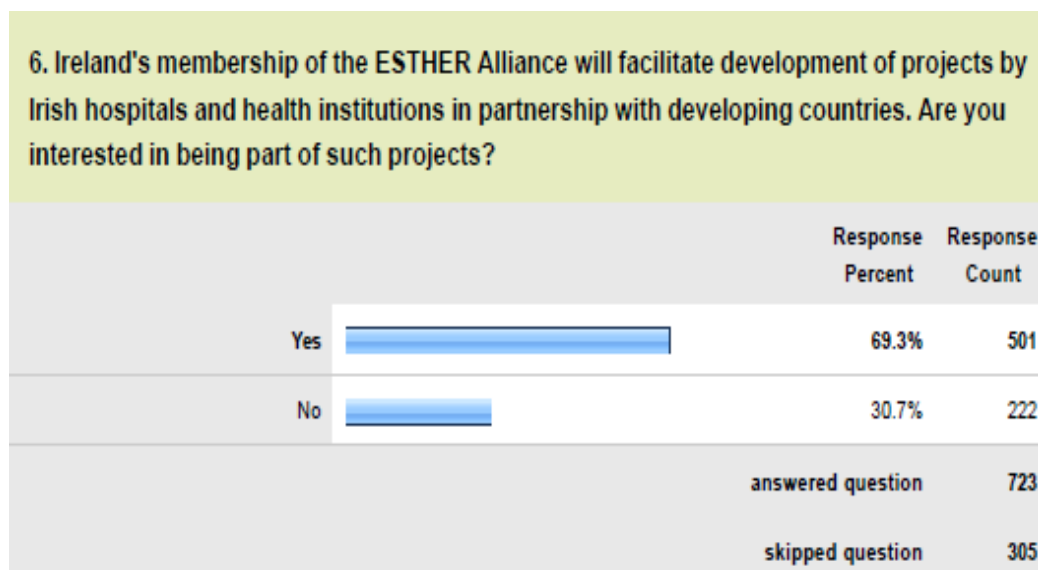 6. Ireland's membership of the ESTHER Alliance will facilitate development of projects by
Irish hospitals and health institutions in partnership with developing countries. Are you
interested in being part of such projects?
Response Response
Percent Count
Yes 69.3% 501
No 30.7% 222
answered question 723
skipped question 305